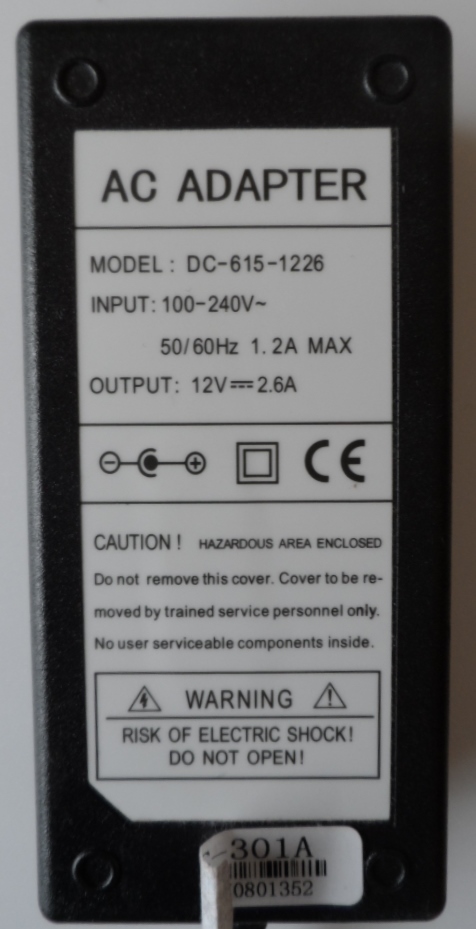 AC ADAPTER
MODEL: DC-615-1226
INPUT: 100-240V~
50/60Hz 1.2A MAX
OUTPUT: 12V⎓2.6A
CE
CAUTION! HAZARDOUS AREA ENCLOSED
Do not remove this cover. Cover to be re-
moved by trained service personnel only.
No user serviceable components inside.
WARNING
RISK OF ELECTRIC SHOCK!
DO NOT OPEN!
301A
0801352